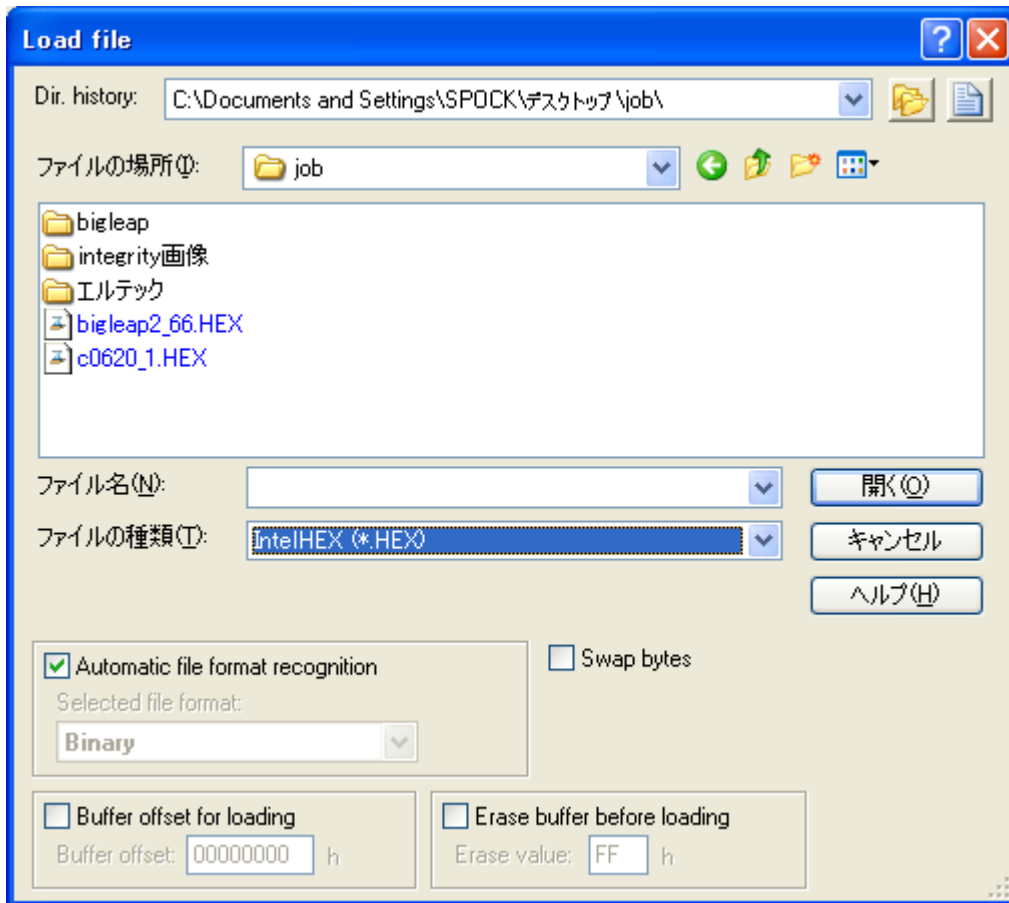 Load file
Dir. history: C:\Documents and Settings\SPOCK\デスクトップ\job\
ファイルの場所(I): job
bigleap
integrity画像
エルテック
bigleap2_66.HEX
c0620_1.HEX
ファイル名(N): 開く(O)
ファイルの種類(T): IntelHEX (*.HEX) キャンセル
ヘルプ(H)
Automatic file format recognition Swap bytes
Selected file format:
Binary
Buffer offset for loading Erase buffer before loading
Buffer offset: 00000000 h Erase value: FF h